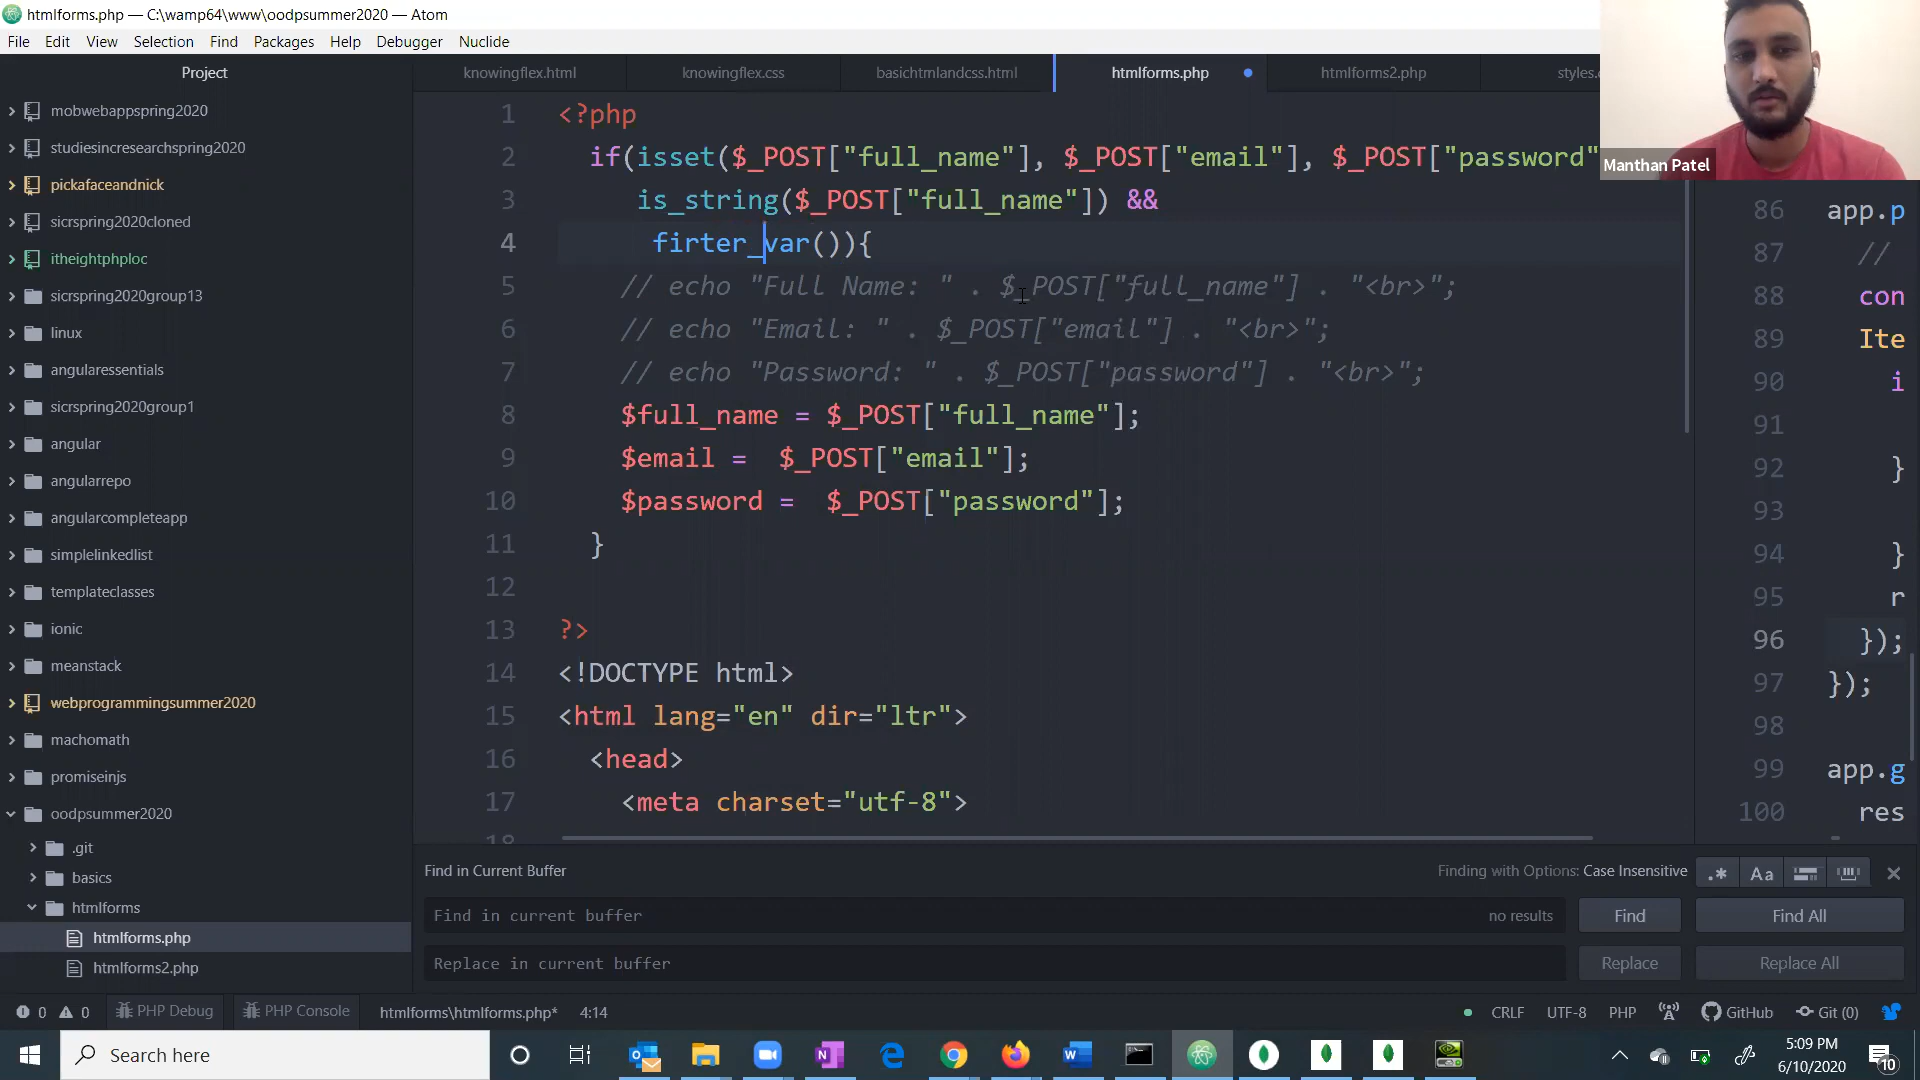 htmlforms.php — C:\wamp64\www\oodpsummer2020 — Atom
File Edit View Selection Find Packages Help Debugger Nuclide
Project
mobwebappspring2020
studiesincresearchspring2020
pickafaceandnick
sicrspring2020cloned
itheightphploc
sicrspring2020group13
linux
angularessentials
sicrspring2020group1
angular
angularrepo
angularcompleteapp
simplelinkedlist
templateclasses
ionic
meanstack
webprogrammingsummer2020
machomath
promiseinjs
oodpsummer2020
.git
basics
htmlforms
htmlforms.php
htmlforms2.php
knowingflex.html knowingflex.css basichtmlandcss.html htmlforms.php htmlforms2.php styles.
1 <?php
2 if(isset($_POST["full_name"], $_POST["email"], $_POST["password"
3 is_string($_POST["full_name"]) &&
4 firter_var()){
5 // echo "Full Name: " . $_POST["full_name"] . "<br>";
6 // echo "Email: " . $_POST["email"] . "<br>";
7 // echo "Password: " . $_POST["password"] . "<br>";
8 $full_name = $_POST["full_name"];
9 $email = $_POST["email"];
10 $password = $_POST["password"];
11 }
12
13 ?>
14 <!DOCTYPE html>
15 <html lang="en" dir="ltr">
16 <head>
17 <meta charset="utf-8">
18
Manthan Patel
86 app.p
87 //
88 con
89 Ite
90 i
91
92 }
93
94 }
95 r
96 });
97 });
98
99 app.g
100 res
Find in Current Buffer
Finding with Options: Case Insensitive
.* Aa
Find in current buffer no results Find Find All
Replace in current buffer Replace Replace All
0 0 PHP Debug PHP Console htmlforms\htmlforms.php* 4:14 CRLF UTF-8 PHP GitHub Git (0)
Search here
5:09 PM
6/10/2020
10